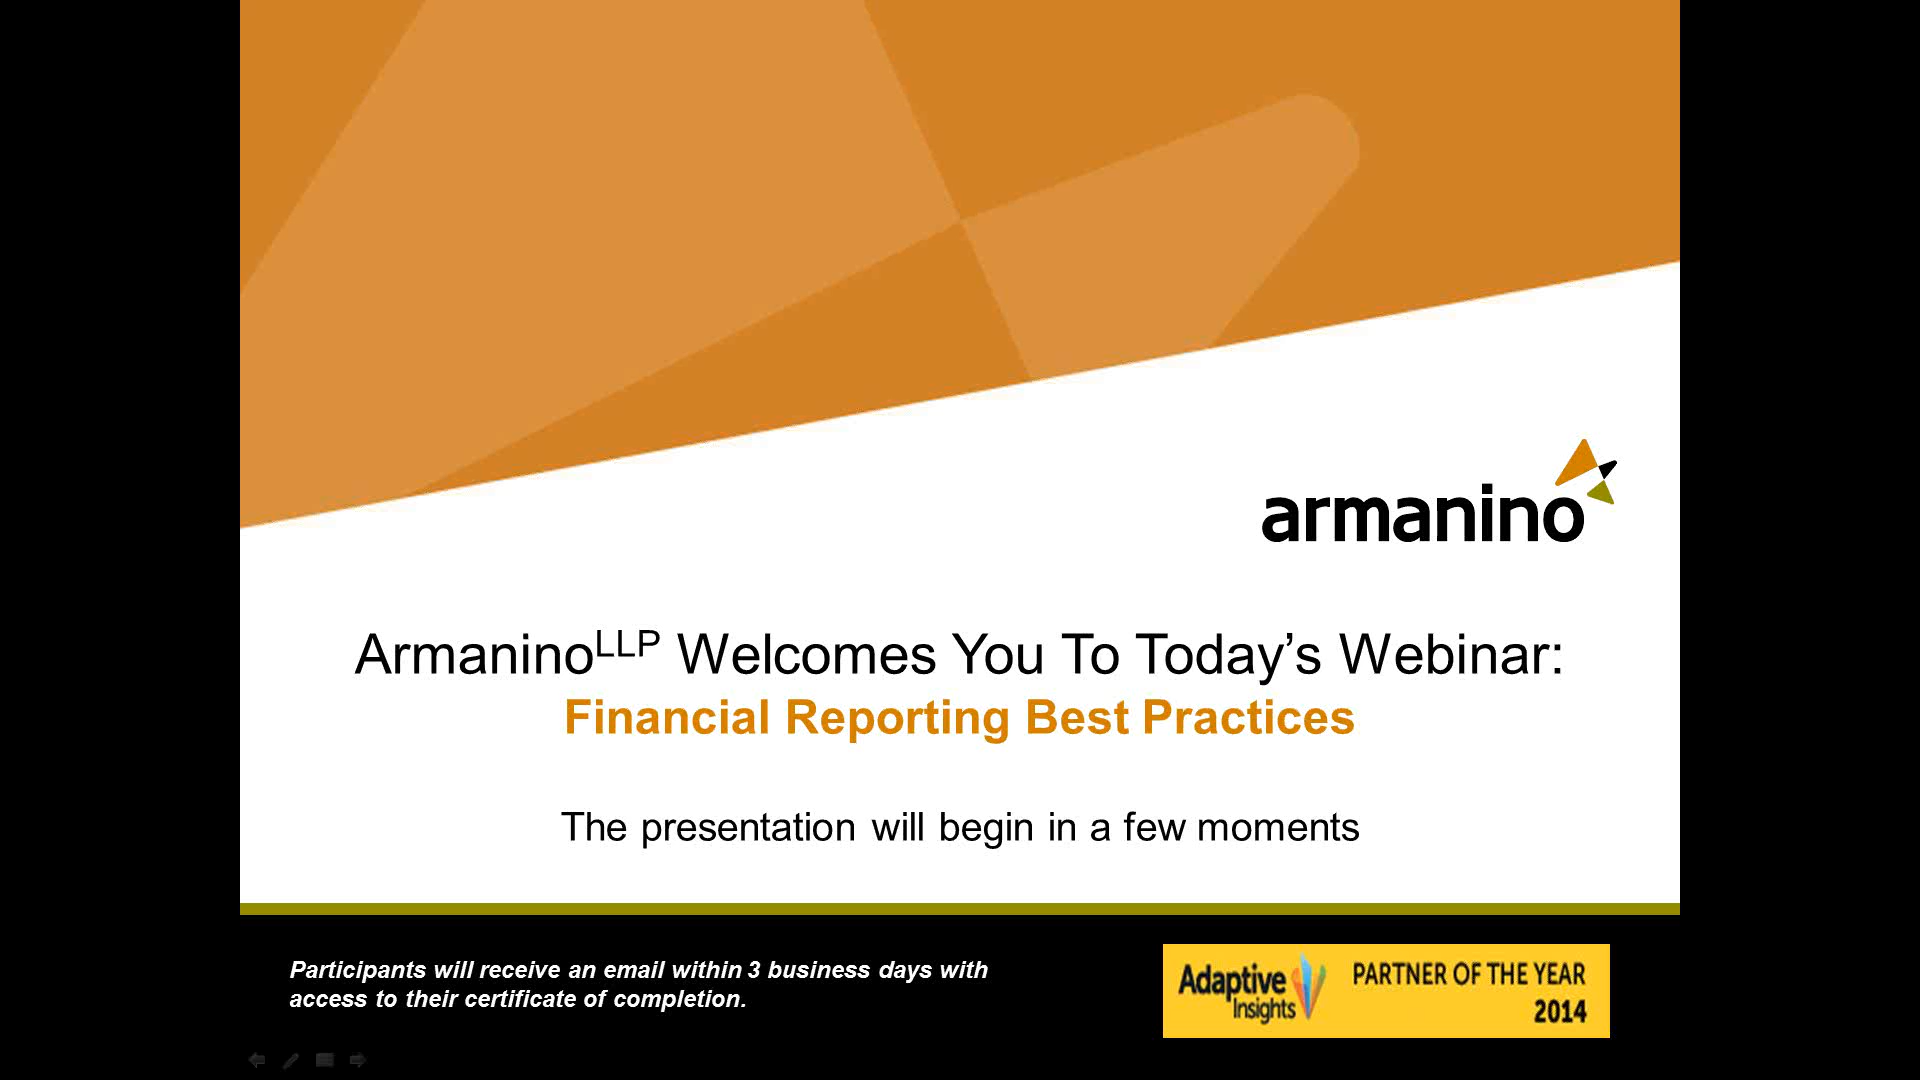 armanino
ArmaninoLLP Welcomes You To Today’s Webinar:
Financial Reporting Best Practices
The presentation will begin in a few moments
Participants will receive an email within 3 business days with
access to their certificate of completion.
Adaptive
Insights
PARTNER OF THE YEAR
2014